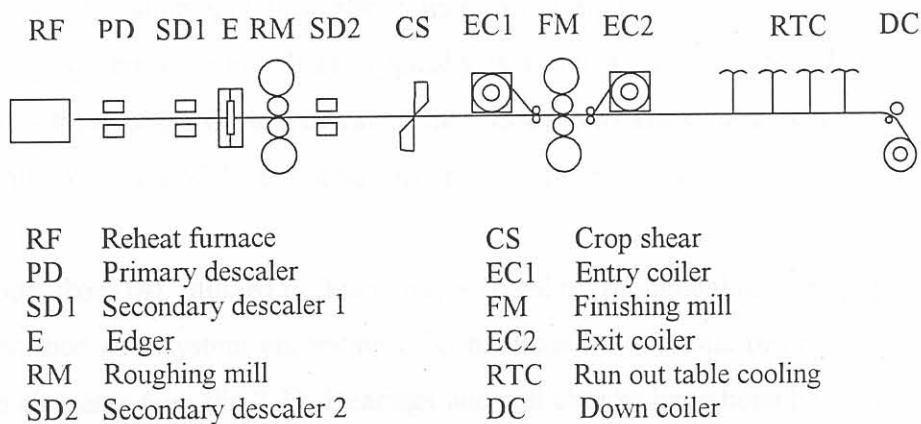 RF PD SD1 E RM SD2 CS EC1 FM EC2 RTC DC
RF Reheat furnace
PD Primary descaler
SD1 Secondary descaler 1
E Edger
RM Roughing mill
SD2 Secondary descaler 2
CS Crop shear
EC1 Entry coiler
FM Finishing mill
EC2 Exit coiler
RTC Run out table cooling
DC Down coiler